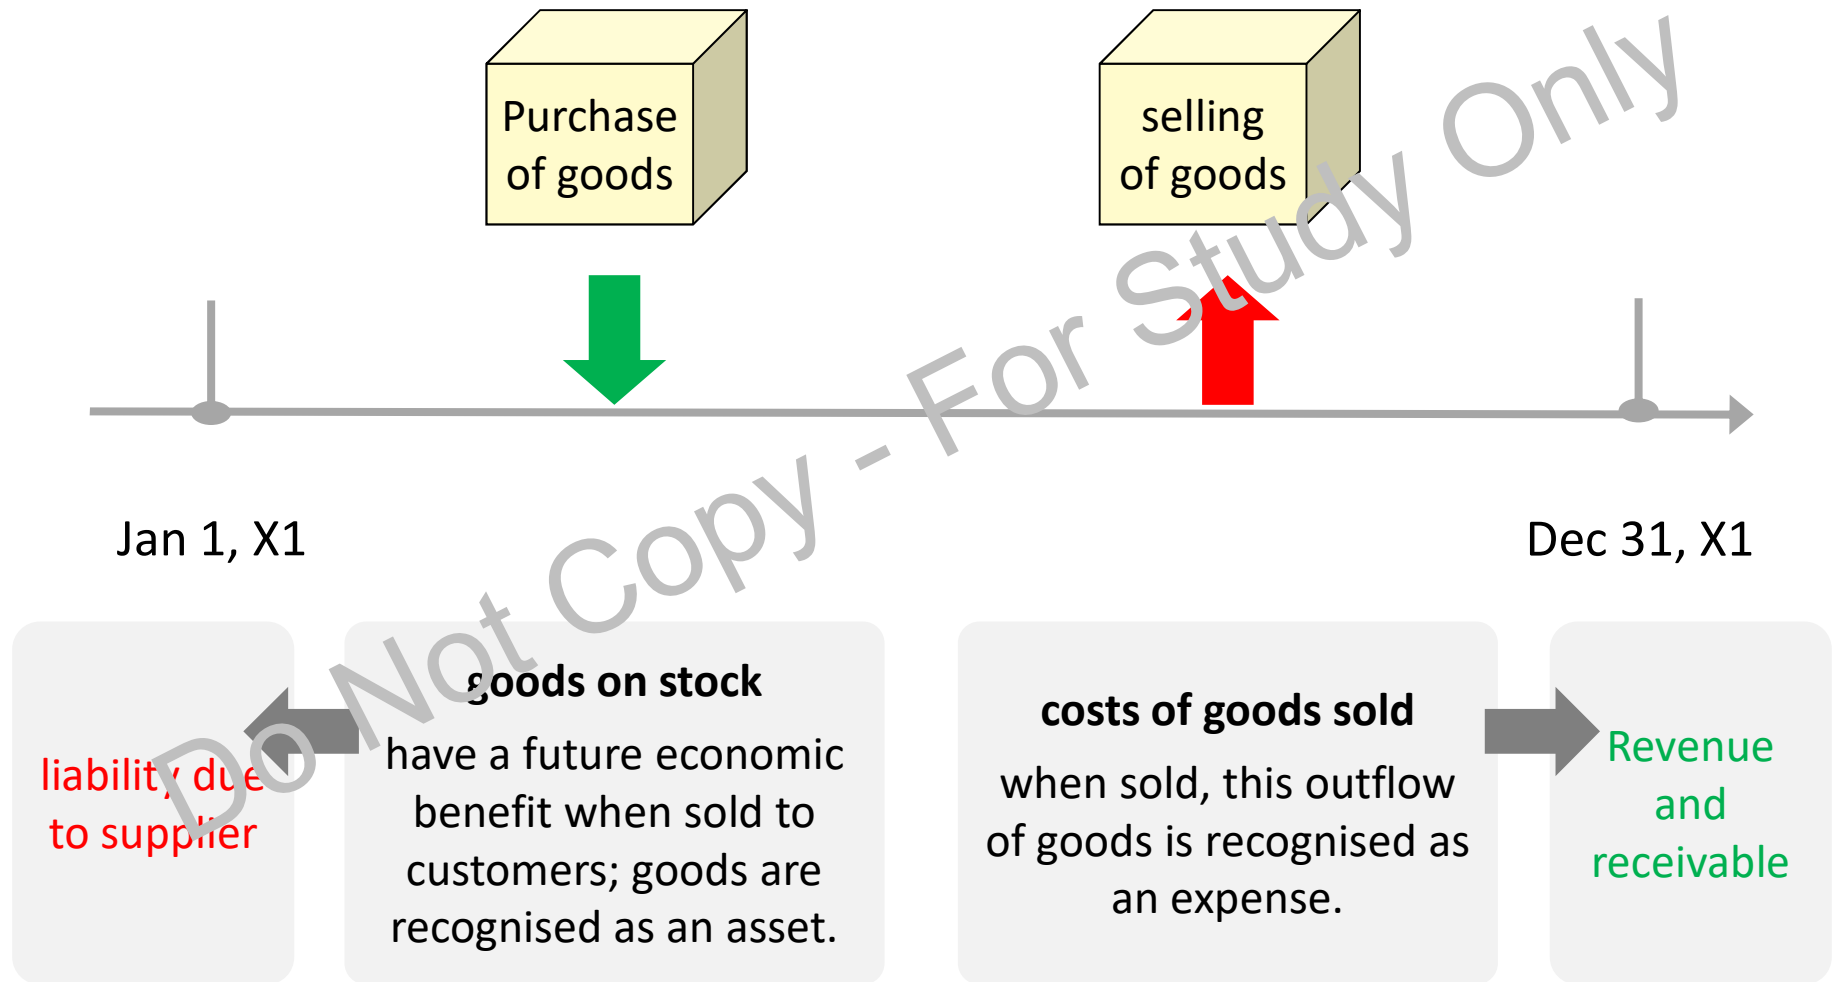 Purchase
of goods
selling
of goods
Jan 1, X1
Dec 31, X1
liability due
to supplier
goods on stock
have a future economic
benefit when sold to
customers; goods are
recognised as an asset.
costs of goods sold
when sold, this outflow
of goods is recognised as
an expense.
Revenue
and
receivable
Do Not Copy - For Study Only